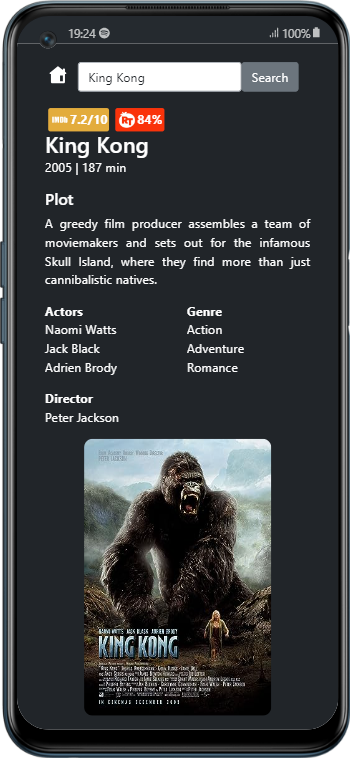 19:24
100%
King Kong
Search
IMDb 7.2/10
RT 84%
King Kong
2005 | 187 min
Plot
A greedy film producer assembles a team of
moviemakers and sets out for the infamous
Skull Island, where they find more than just
cannibalistic natives.
Actors
Genre
Naomi Watts
Action
Jack Black
Adventure
Adrien Brody
Romance
Director
Peter Jackson
PETER JACKSON
NAOMI WATTS JACK BLACK ADRIEN BRODY
KING KONG
IN CINEMAS DECEMBER 2005